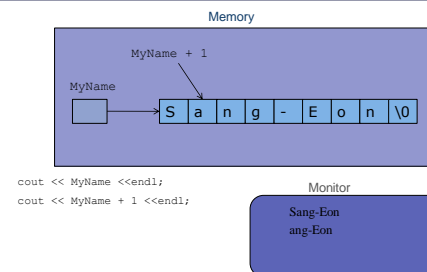 Memory
MyName + 1
MyName
S a n g - E o n \0
cout << MyName <<endl;
cout << MyName + 1 <<endl;
Monitor
Sang-Eon
ang-Eon